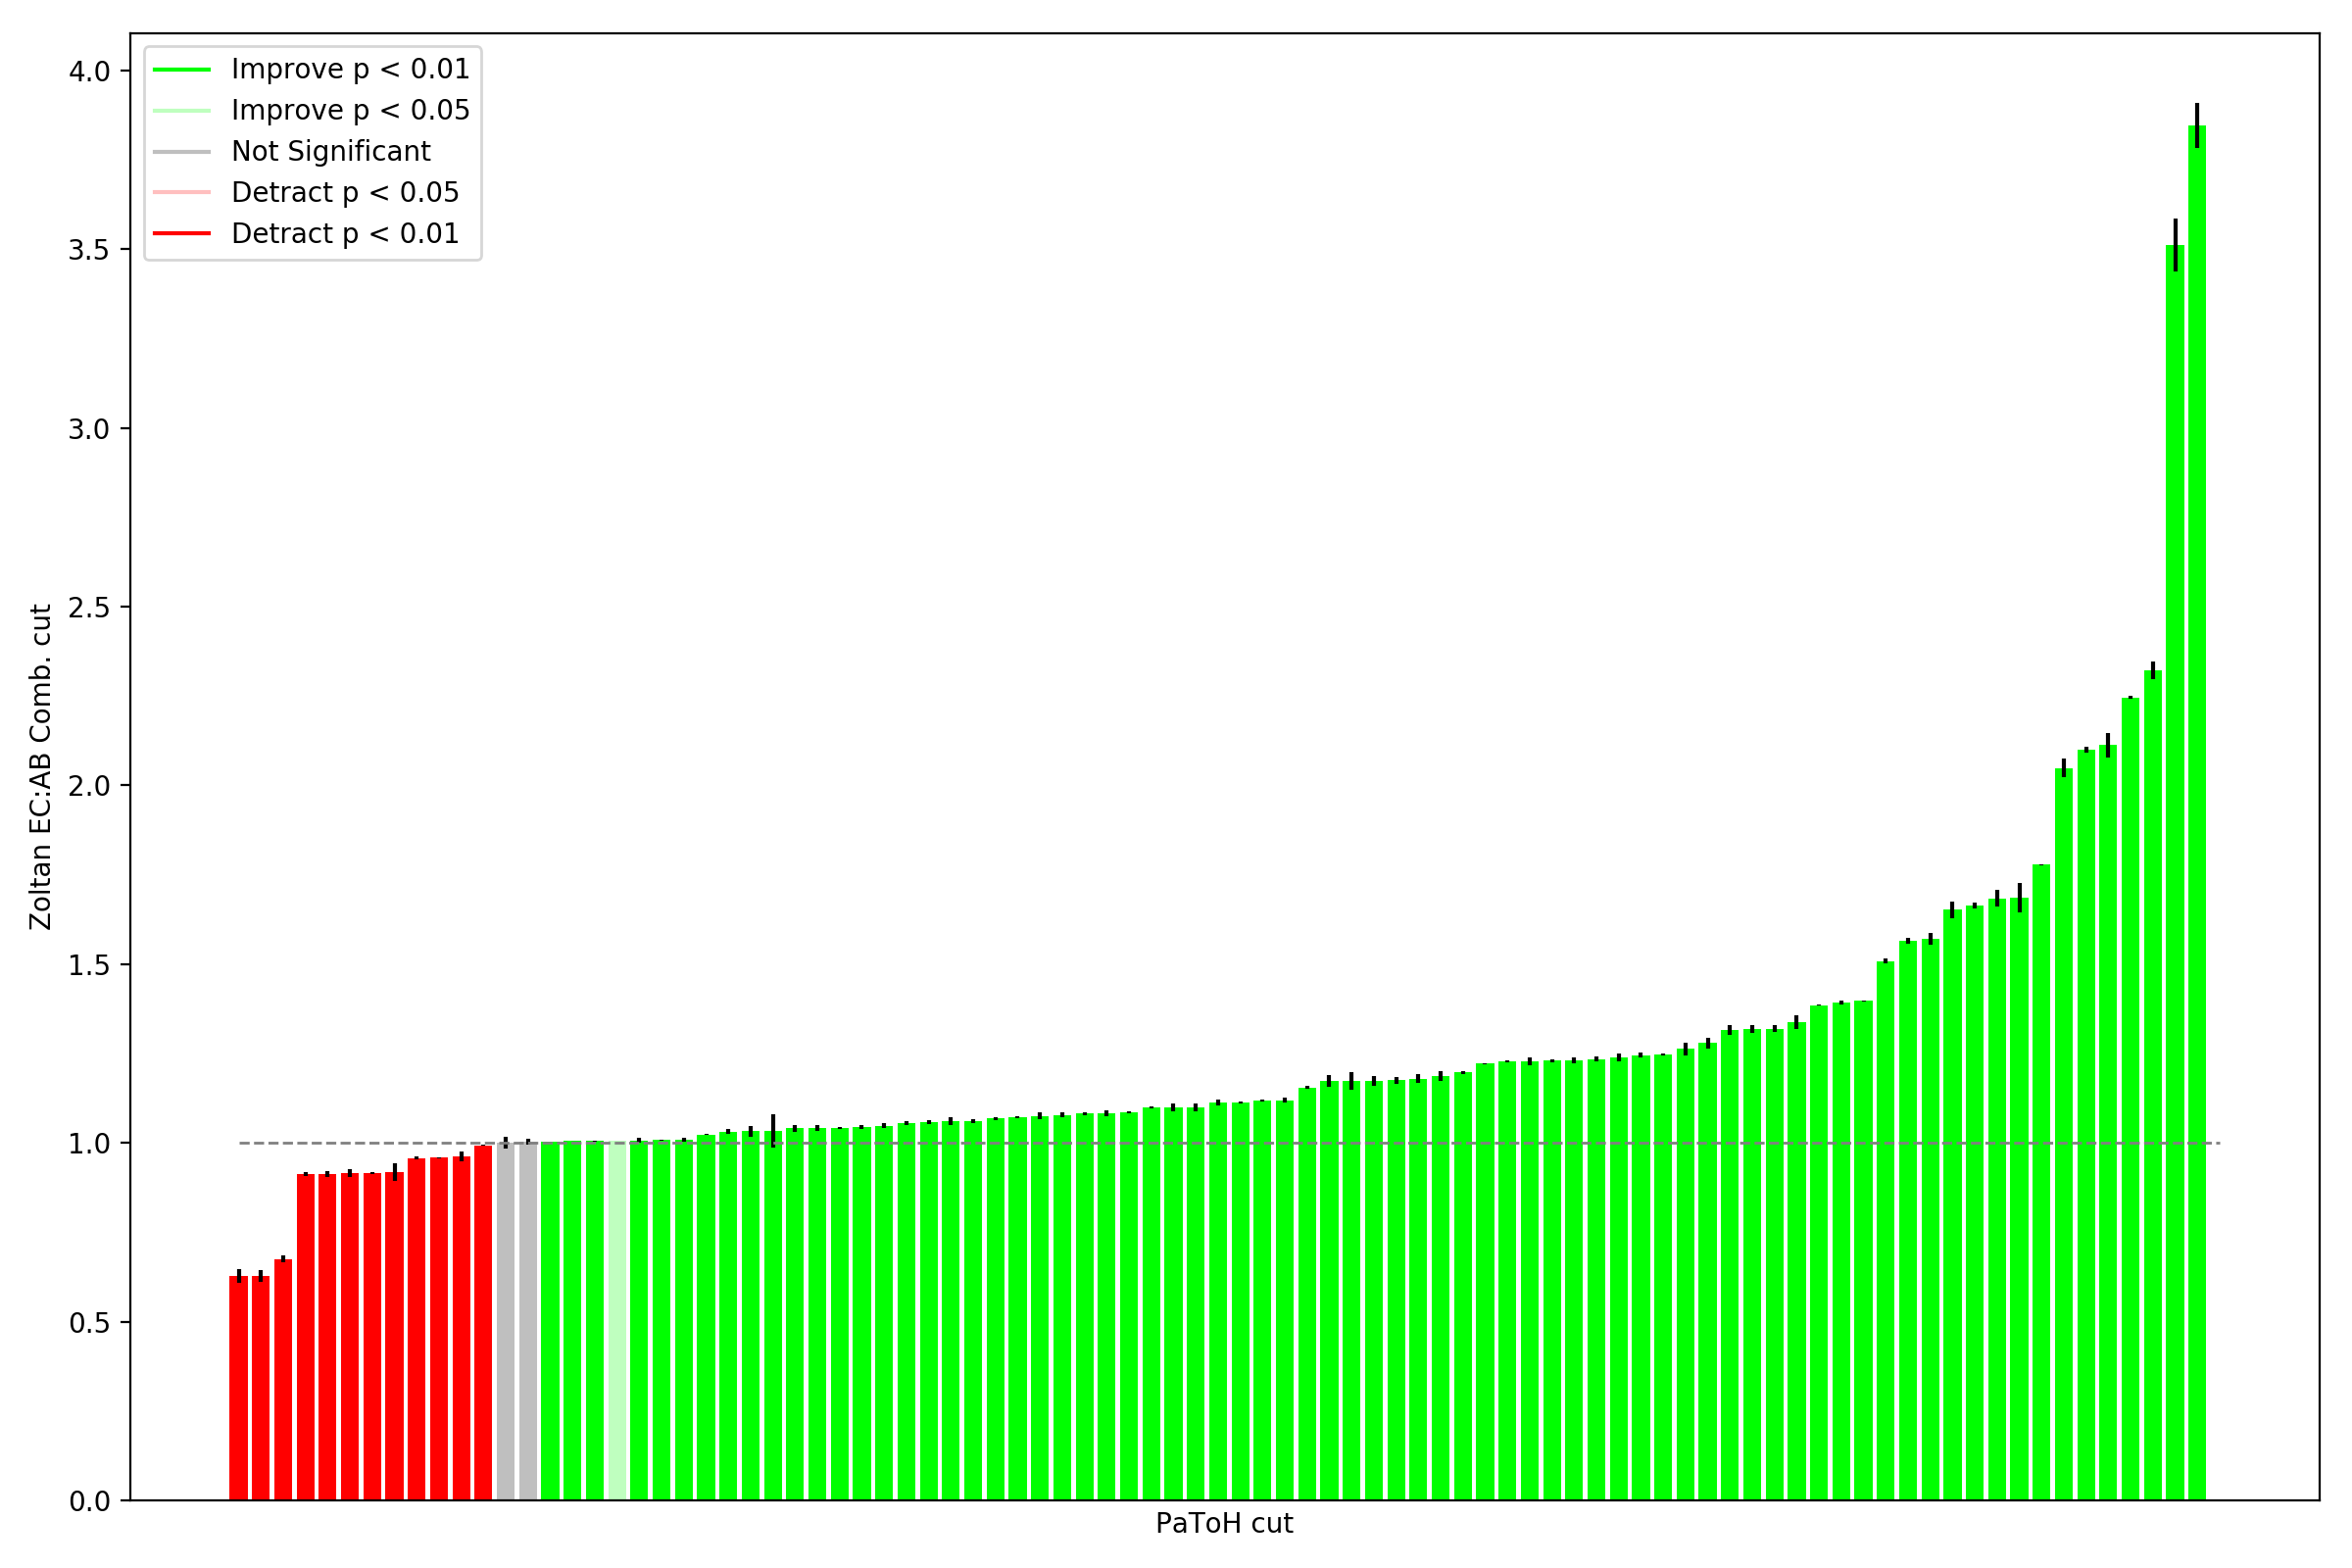 Improve p < 0.01
Improve p < 0.05
Not Significant
Detract p < 0.05
Detract p < 0.01
4.0
3.5
3.0
2.5
2.0
1.5
1.0
0.5
0.0
Zoltan EC:AB Comb. cut
PaToH cut